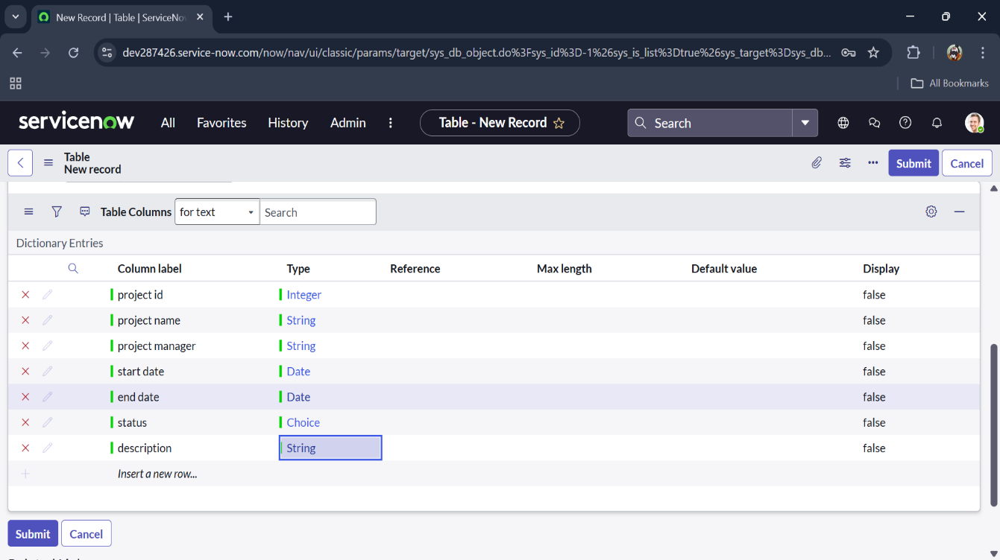 New Record | Table | ServiceNo
dev287426.service-now.com/now/nav/ui/classic/params/target/sys_db_object.do%3Fsys_id%3D-1%26sys_is_list%3Dtrue%26sys_target%3Dsys_db...
All Bookmarks
servicenow All Favorites History Admin Table - New Record Search
Table
New record
Submit Cancel
Table Columns for text Search
Dictionary Entries
Column label Type Reference Max length Default value Display
project id Integer false
project name String false
project manager String false
start date Date false
end date Date false
status Choice false
description String false
Insert a new row...
Submit Cancel